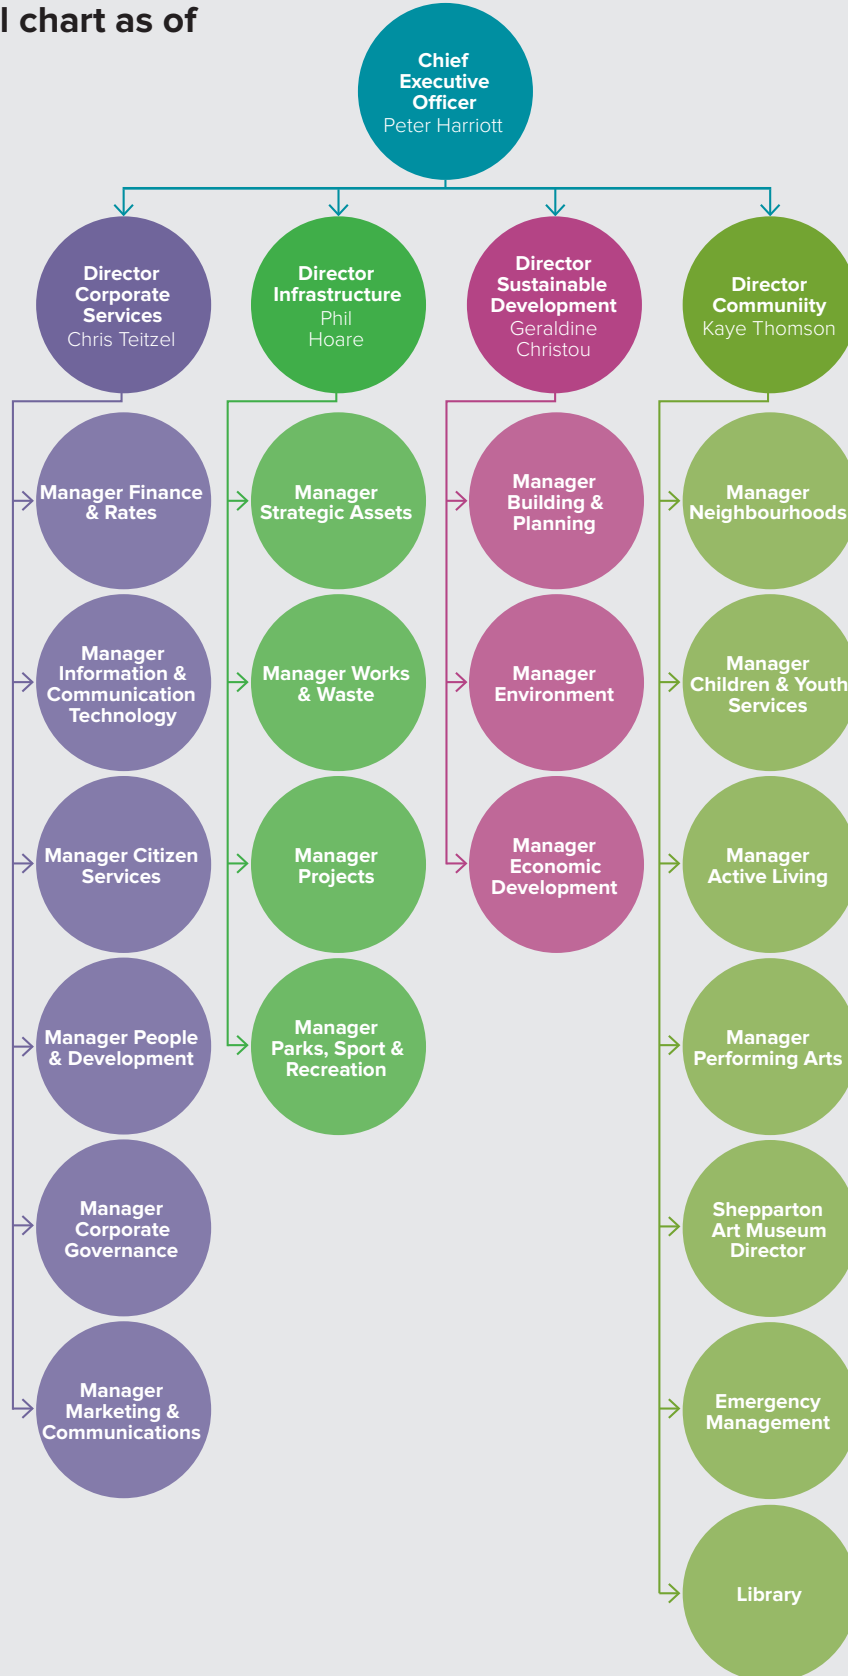 l chart as of
Chief
Executive
Officer
Peter Harriott
Director
Corporate
Services
Chris Teitzel
Director
Infrastructure
Phil
Hoare
Director
Sustainable
Development
Geraldine
Christou
Director
Communiity
Kaye Thomson
Manager Finance
& Rates
Manager
Information &
Communication
Technology
Manager Citizen
Services
Manager People
& Development
Manager
Corporate
Governance
Manager
Marketing &
Communications
Manager
Strategic Assets
Manager Works
& Waste
Manager
Projects
Manager
Parks, Sport &
Recreation
Manager
Building &
Planning
Manager
Environment
Manager
Economic
Development
Manager
Neighbourhoods
Manager
Children & Youth
Services
Manager
Active Living
Manager
Performing Arts
Shepparton
Art Museum
Director
Emergency
Management
Library